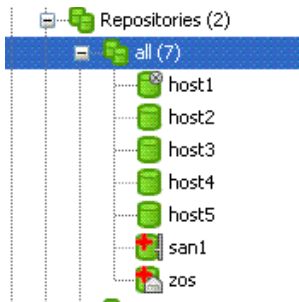 Repositories (2)
all (7)
host1
host2
host3
host4
host5
san1
zos